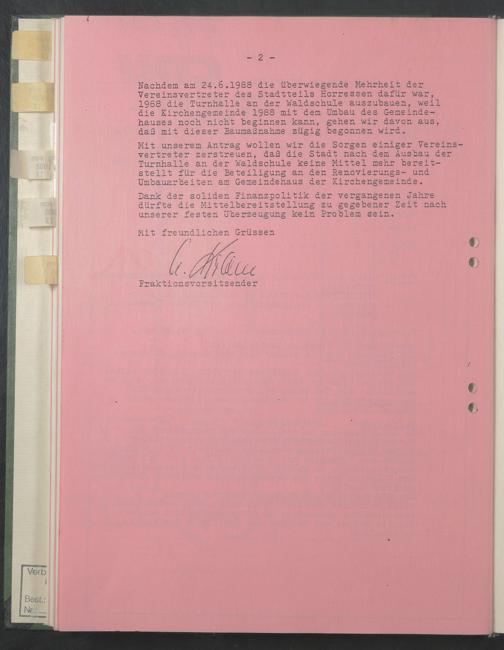 - 2 -
Nachdem am 24.6.1988 die überwiegende Mehrheit der
Vereinsvertreter des Stadtteils Horressen dafür war,
1988 die Turnhalle an der Waldschule auszubauen, weil
die Kirchengemeinde 1988 mit dem Umbau des Gemeinde-
hauses noch nicht beginnen kann, gehen wir davon aus,
daß mit dieser Baumaßnahme zügig begonnen wird.
Mit unserem Antrag wollen wir die Sorgen einiger Vereins-
vertreter zerstreuen, daß die Stadt nach dem Ausbau der
Turnhalle an der Waldschule keine Mittel mehr bereit-
stellt für die Beteiligung an den Renovierungs- und
Umbauarbeiten am Gemeindehaus der Kirchengemeinde.
Dank der soliden Finanzpolitik der vergangenen Jahre
dürfte die Mittelbereitstellung zu gegebener Zeit nach
unserer festen Überzeugung kein Problem sein.
Mit freundlichen Grüssen
Fraktionsvorsitzender
Verb
Best.:
Nr.: